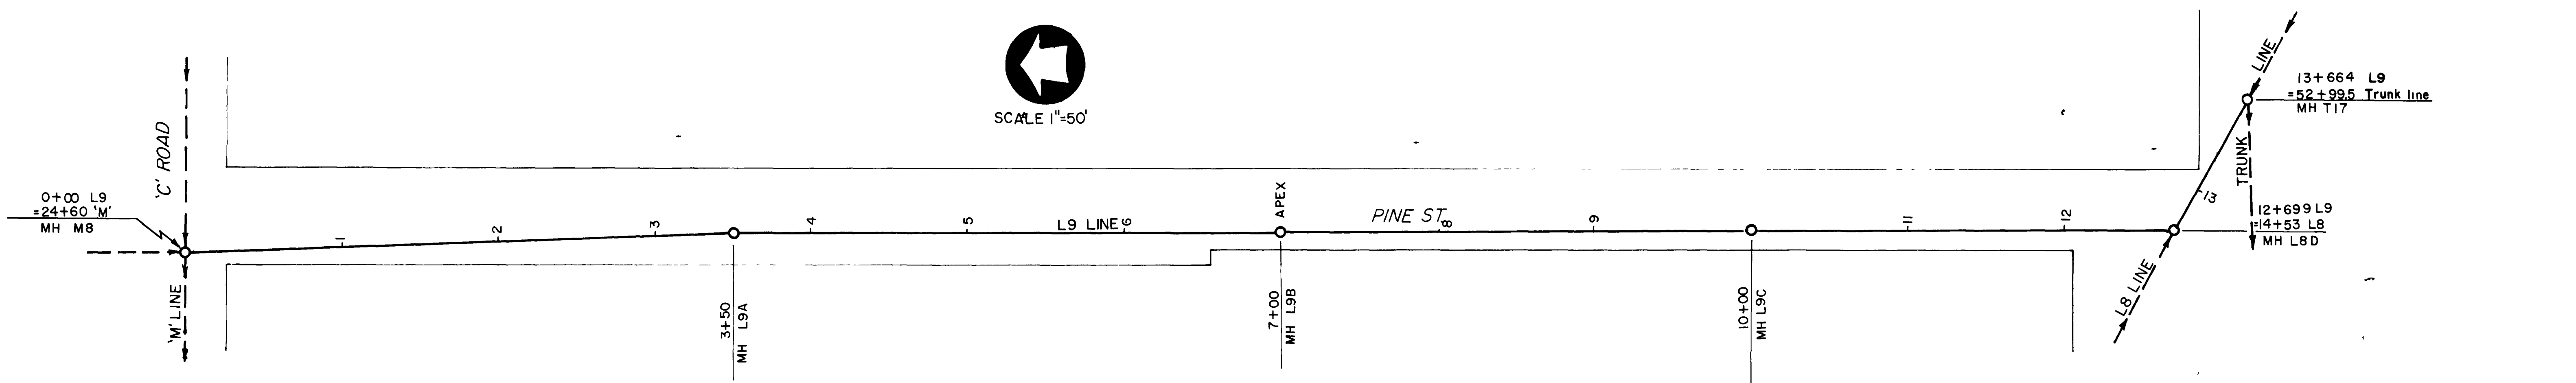 SCALE 1"=50'
'C' ROAD
0+00 L9
=24+60 'M'
MH M8
'M' LINE
1
2
3
3+50
MH L9A
4
5
L9 LINE
6
APEX
7+00
MH L9B
PINE ST.
8
9
10+00
MH L9C
11
12
13
L8 LINE
LINE
TRUNK
13+664 L9
=52+99.5 Trunk line
MH T17
12+699 L9
=14+53 L8
MH L8D